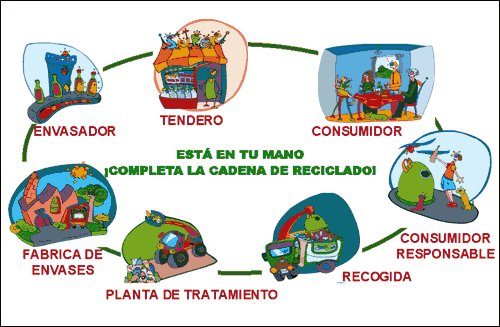 TENDERO
ENVASADOR
CONSUMIDOR
ESTÁ EN TU MANO
¡COMPLETA LA CADENA DE RECICLADO!
CONSUMIDOR
RESPONSABLE
FABRICA DE
ENVASES
RECOGIDA
PLANTA DE TRATAMIENTO